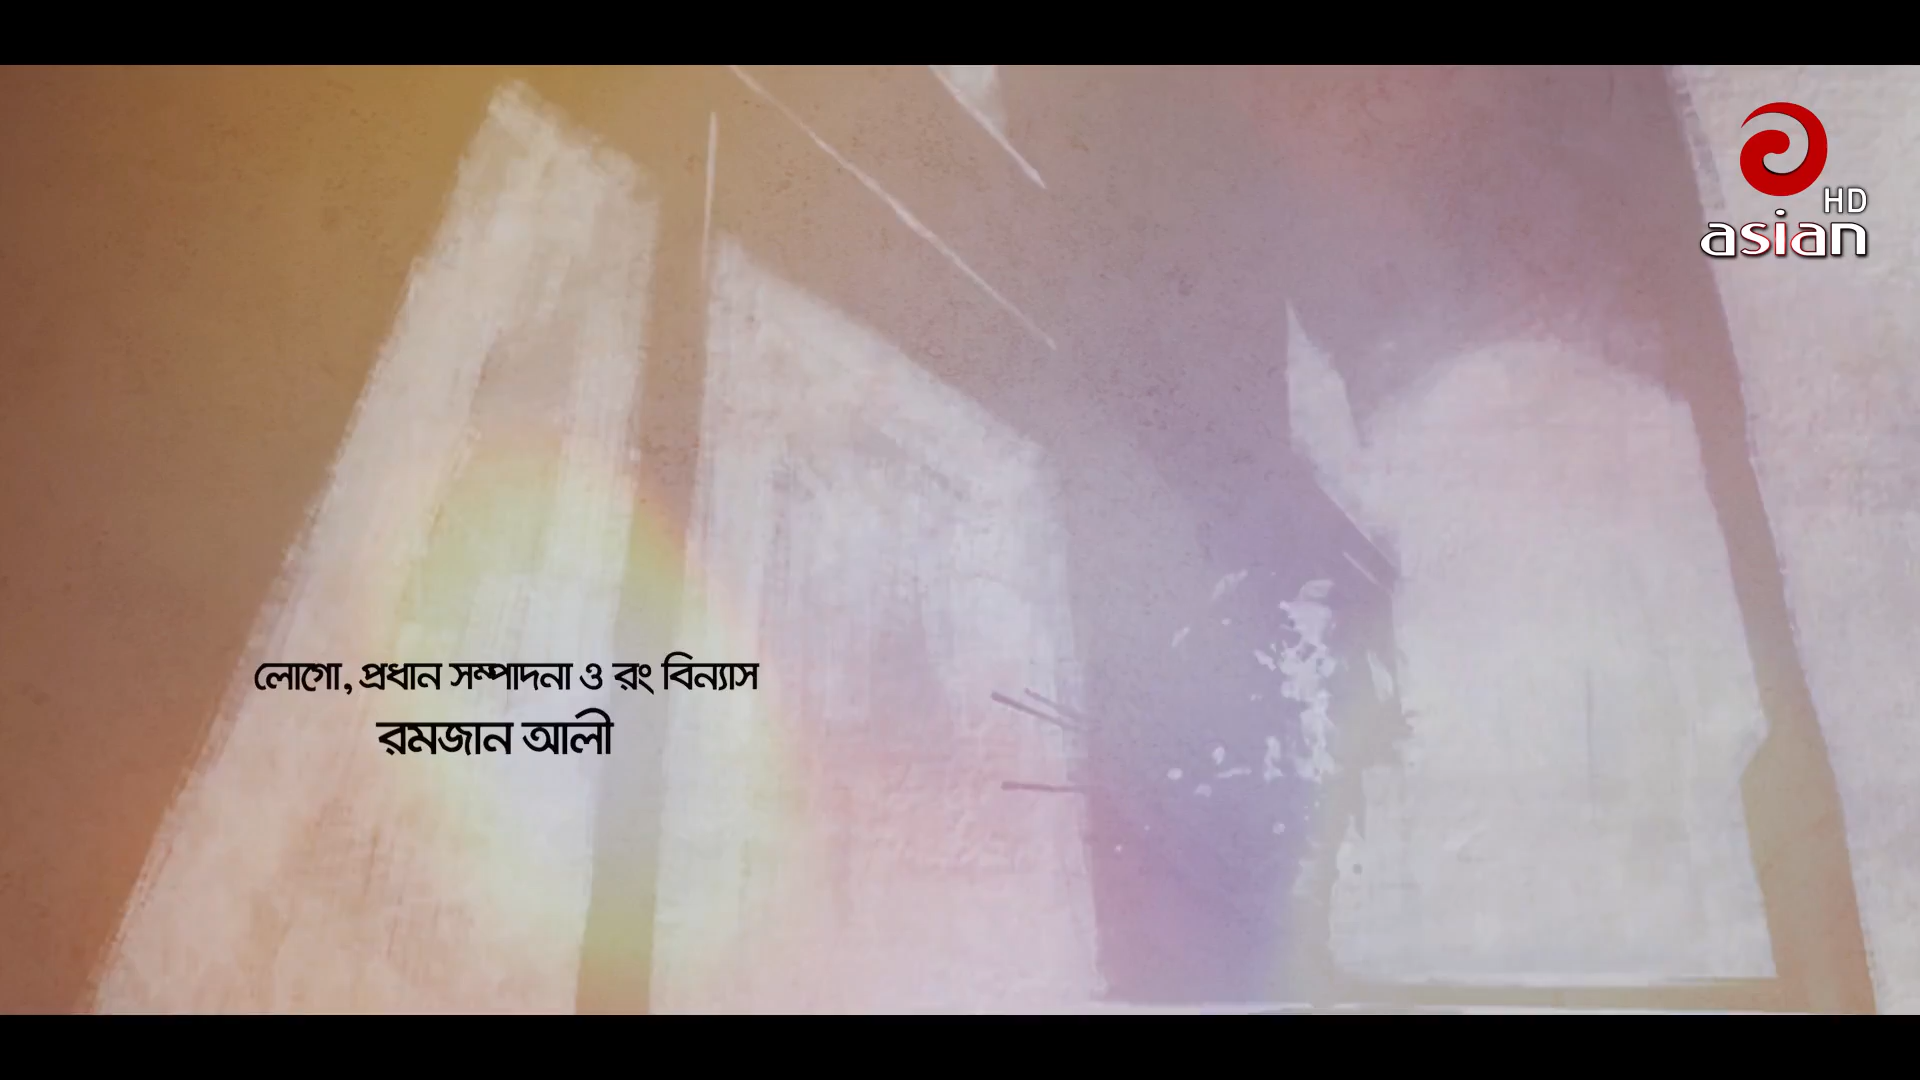 HD
asian
লোগো, প্রধান সম্পাদনা ও রং বিন্যাস
রমজান আলী